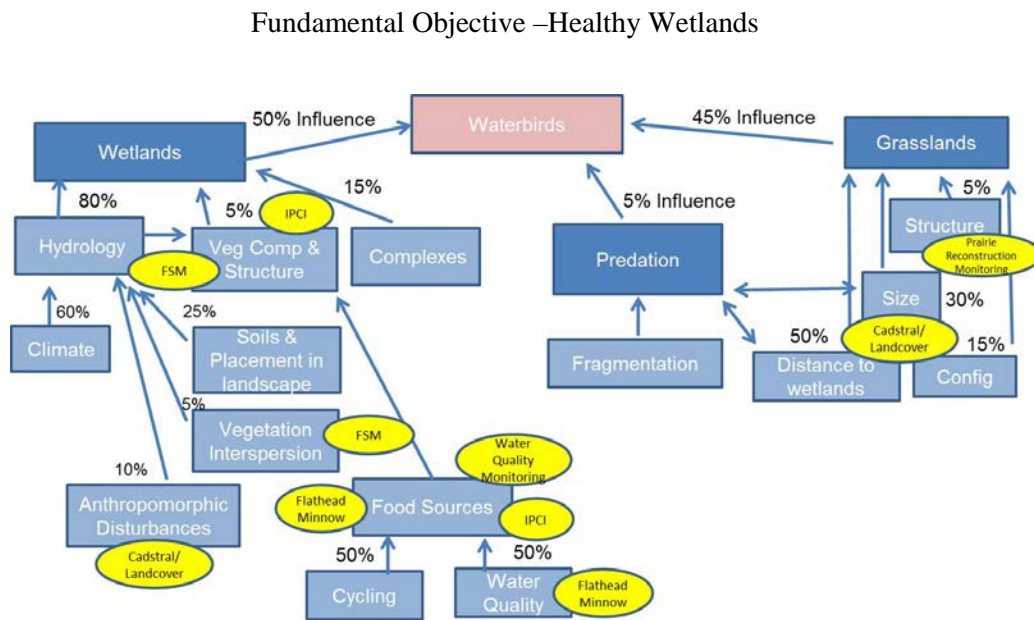 Fundamental Objective –Healthy Wetlands
50% Influence
Waterbirds
45% Influence
Wetlands
Grasslands
15%
5%
80%
5%
IPCI
Structure
Hydrology
Veg Comp &
Structure
Complexes
5% Influence
Predation
Prairie
Reconstruction
Monitoring
FSM
Size
30%
60%
25%
Climate
Soils &
Placement in
landscape
Fragmentation
50%
Cadstral/
Landcover
15%
Distance to
wetlands
Config
5%
Vegetation
Interspersion
FSM
Water
Quality
Monitoring
10%
Anthropomorphic
Disturbances
Cadstral/
Landcover
Flathead
Minnow
Food Sources
IPCI
50%
50%
Cycling
Water
Quality
Flathead
Minnow